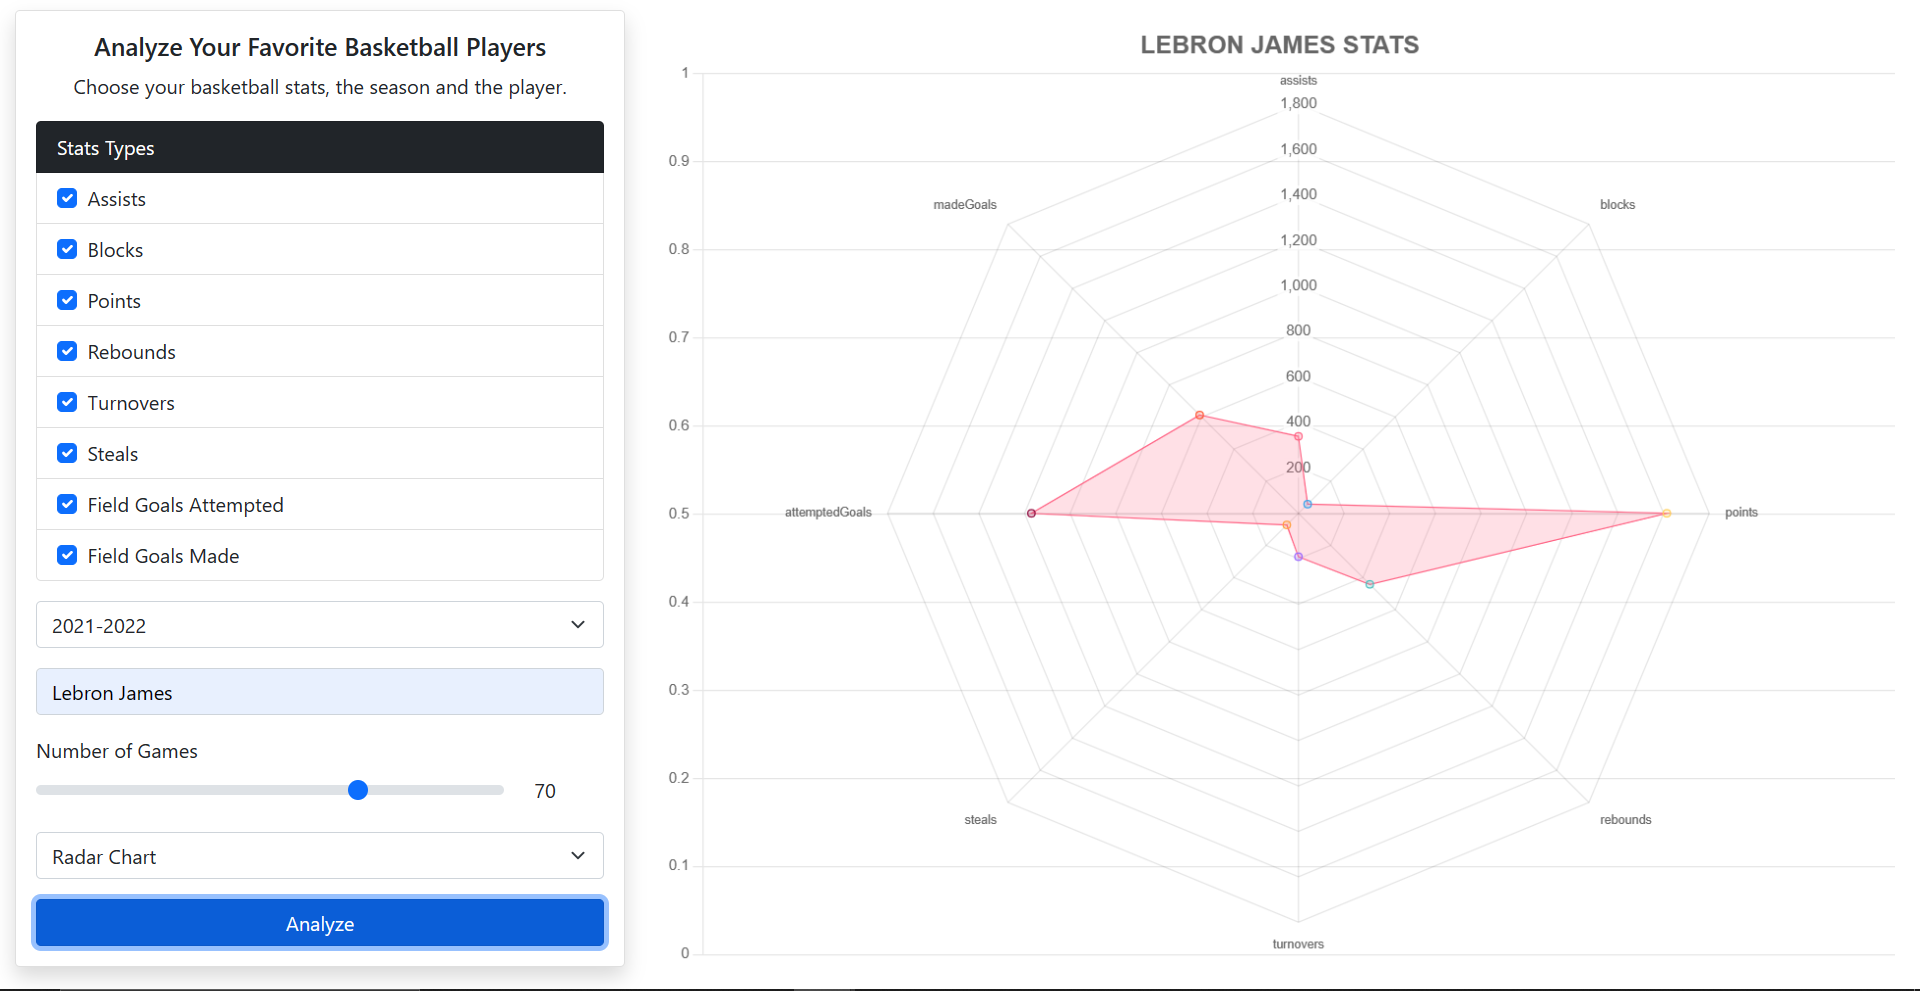 Analyze Your Favorite Basketball Players
Choose your basketball stats, the season and the player.
Stats Types
Assists
Blocks
Points
Rebounds
Turnovers
Steals
Field Goals Attempted
Field Goals Made
2021-2022
Lebron James
Number of Games
70
Radar Chart
Analyze
LEBRON JAMES STATS
1
0.9
0.8
0.7
0.6
0.5
0.4
0.3
0.2
0.1
0
assists
1,800
1,600
1,400
1,200
1,000
800
600
400
200
blocks
points
rebounds
turnovers
steals
attemptedGoals
madeGoals